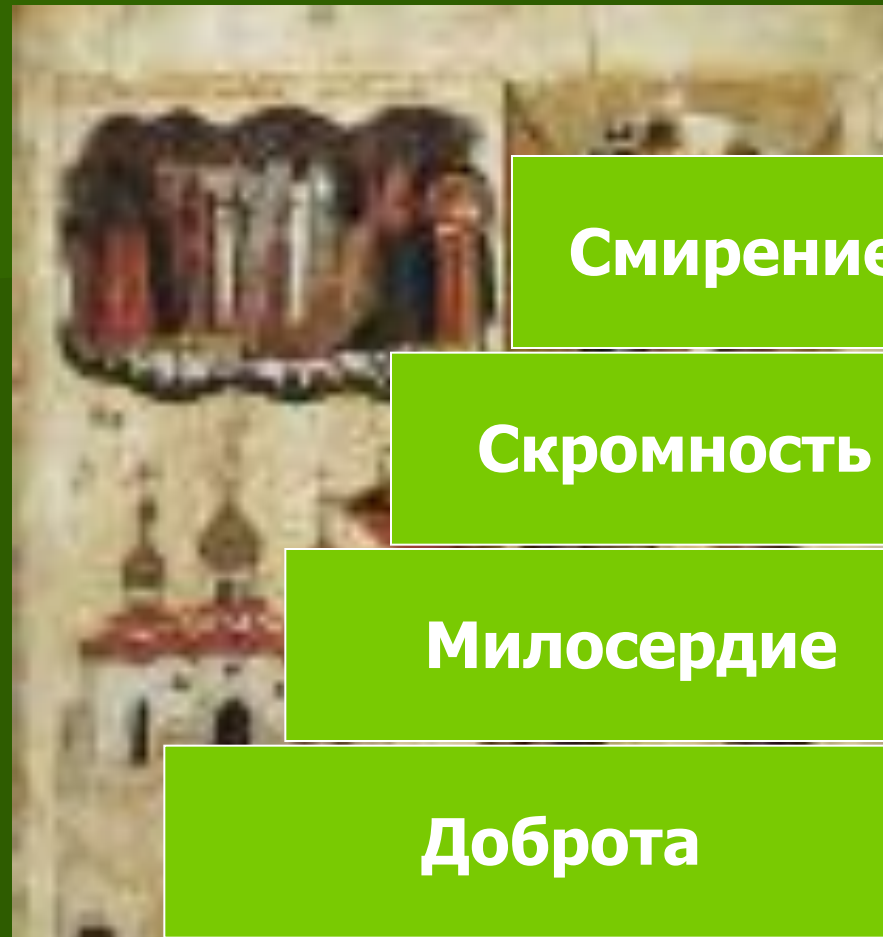 Смирение
Скромность
Милосердие
Доброта